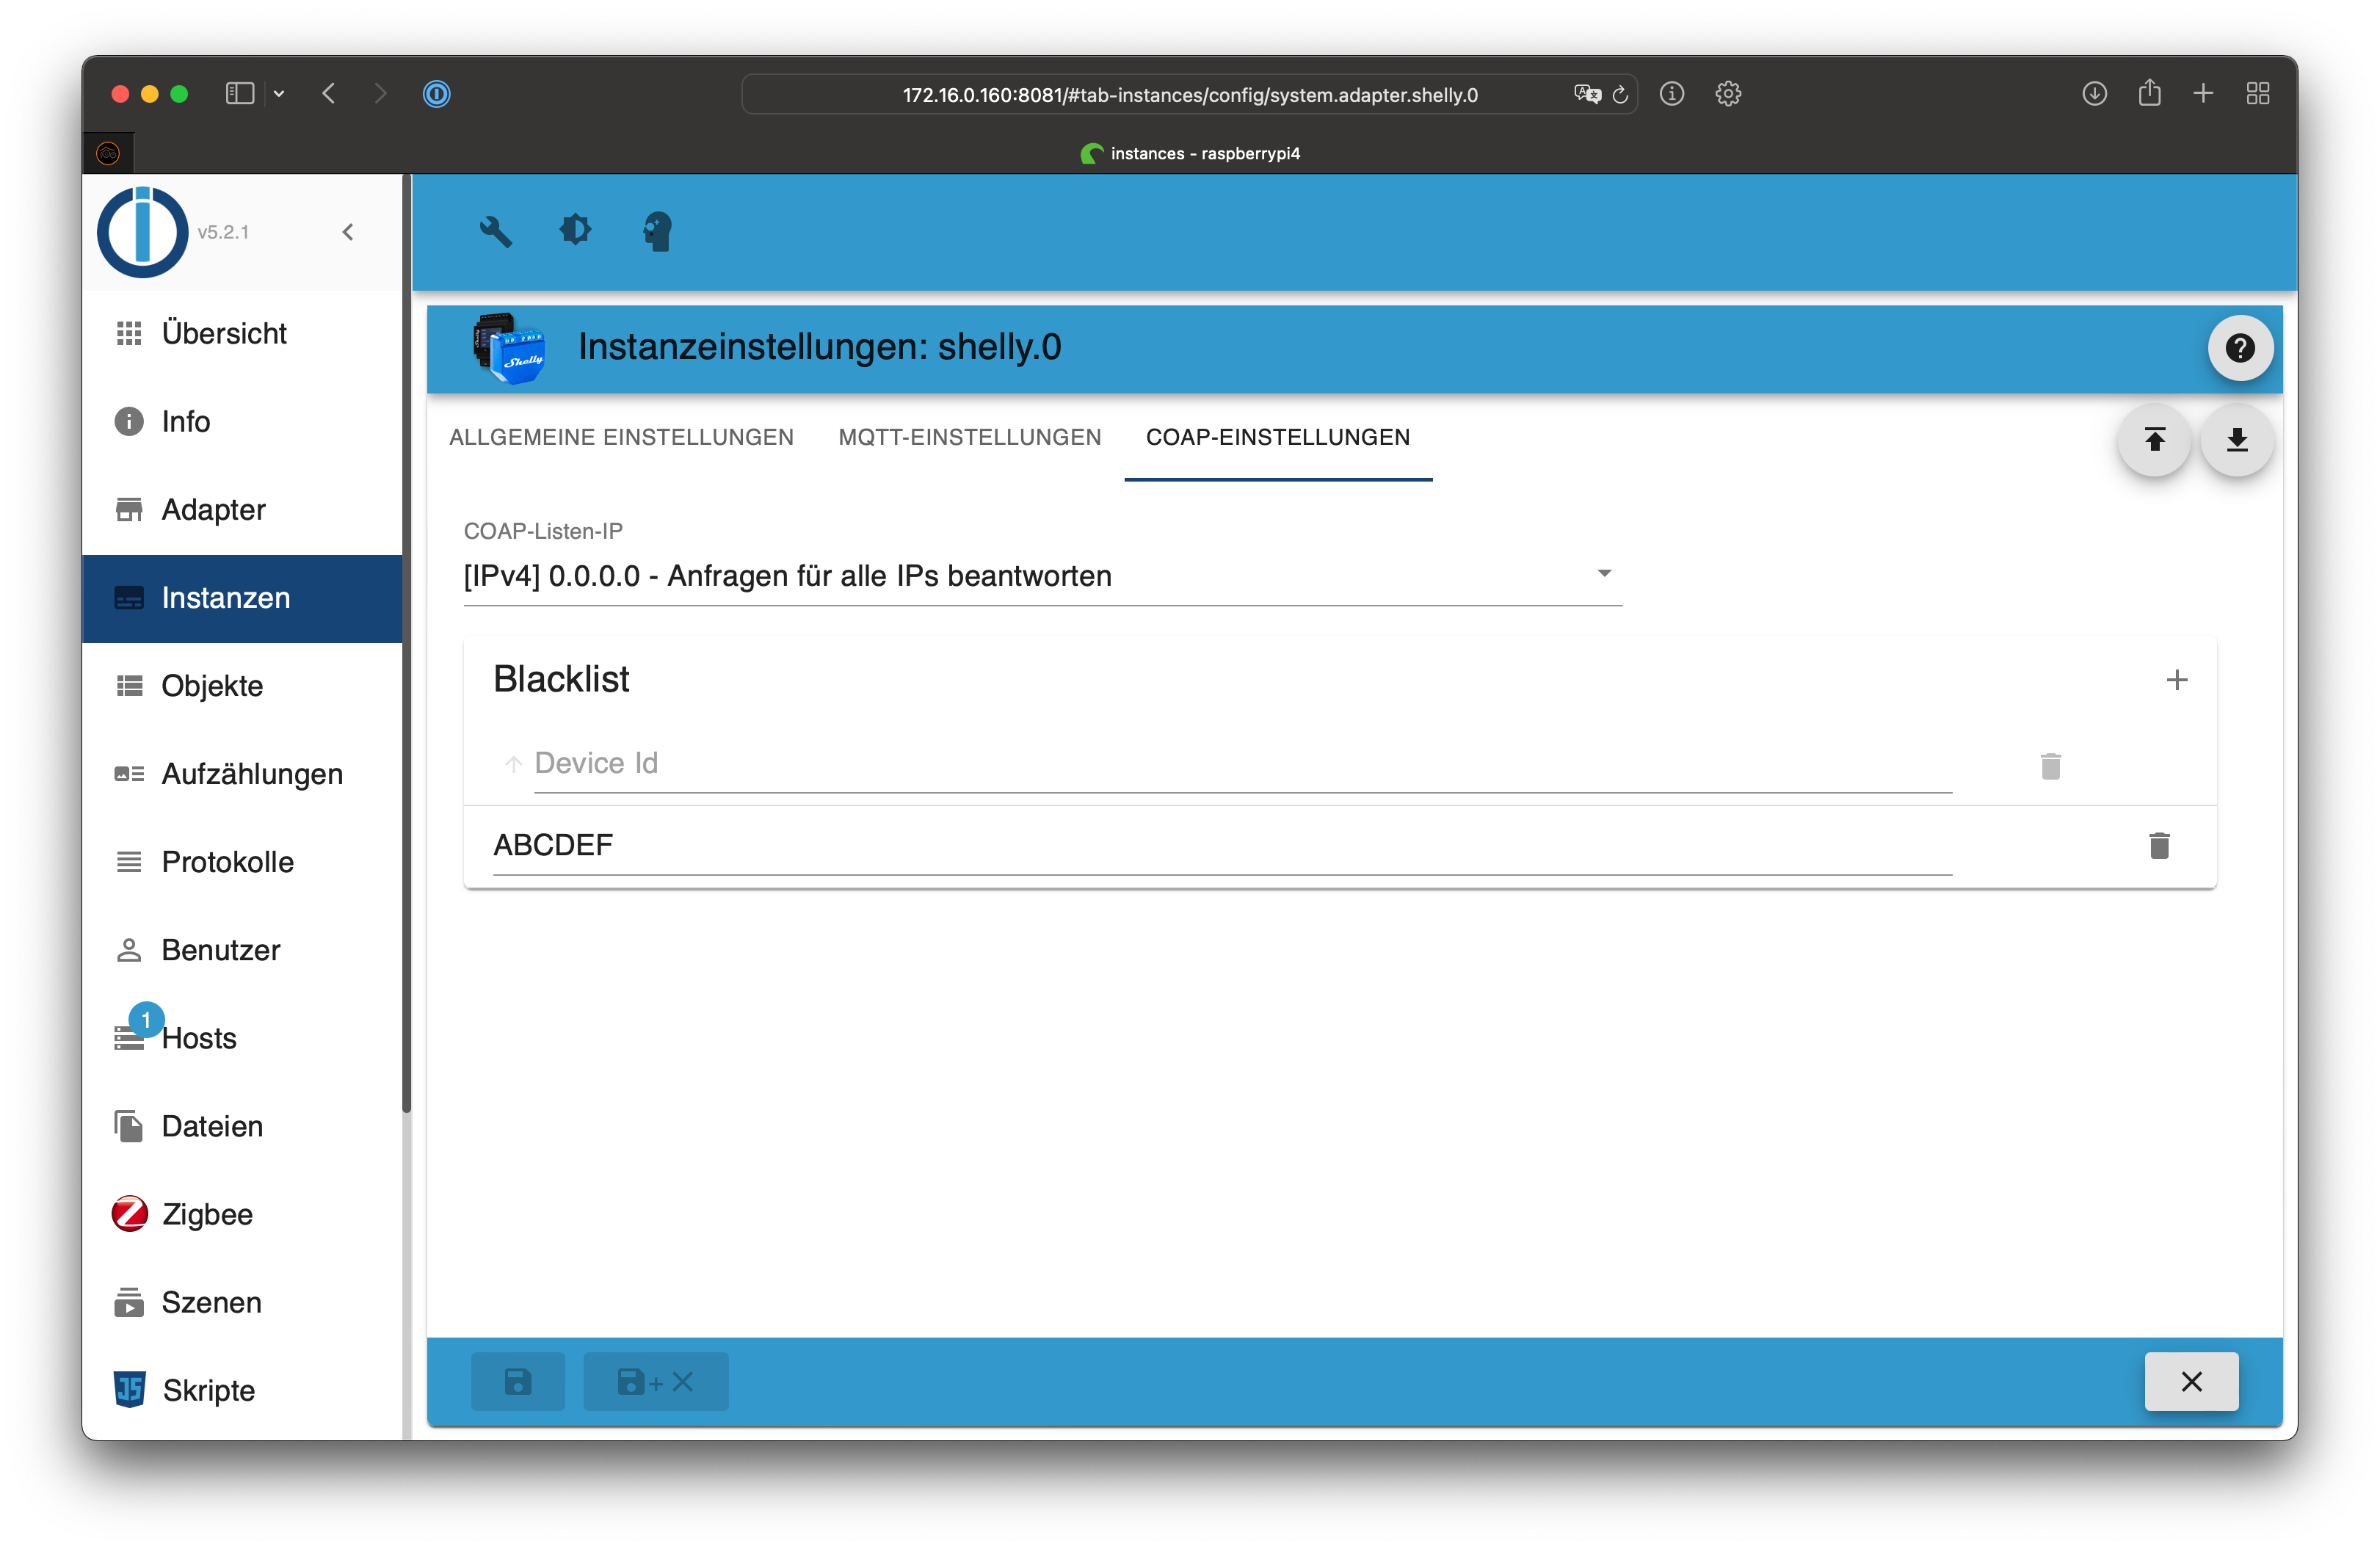 172.16.0.160:8081/#tab-instances/config/system.adapter.shelly.0
instances - raspberrypi4
v5.2.1
Übersicht
Info
Adapter
Instanzen
Objekte
Aufzählungen
Protokolle
Benutzer
1
Hosts
Dateien
Zigbee
Szenen
JS
Skripte
Shelly
Instanzeinstellungen: shelly.0
ALLGEMEINE EINSTELLUNGEN MQTT-EINSTELLUNGEN COAP-EINSTELLUNGEN
COAP-Listen-IP
[IPv4] 0.0.0.0 - Anfragen für alle IPs beantworten
Blacklist
Device Id
ABCDEF